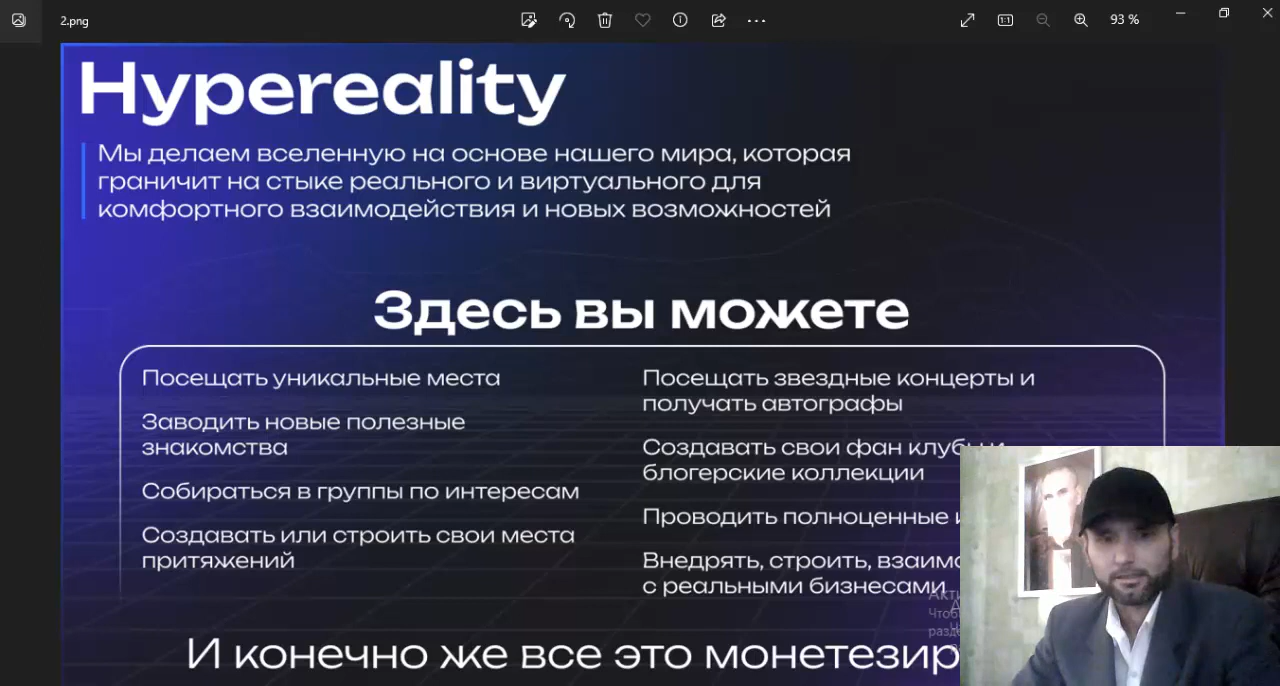 2.png
93 %
Hypereality
Мы делаем вселенную на основе нашего мира, которая
граничит на стыке реального и виртуального для
комфортного взаимодействия и новых возможностей
Здесь вы можете
Посещать уникальные места
Заводить новые полезные
знакомства
Собираться в группы по интересам
Создавать или строить свои места
притяжений
Посещать звездные концерты и
получать автографы
Создавать свои фан клубы и
блогерские коллекции
Проводить полноценные
Внедрять, строить,
с реальными бизнесами
И конечно же все это